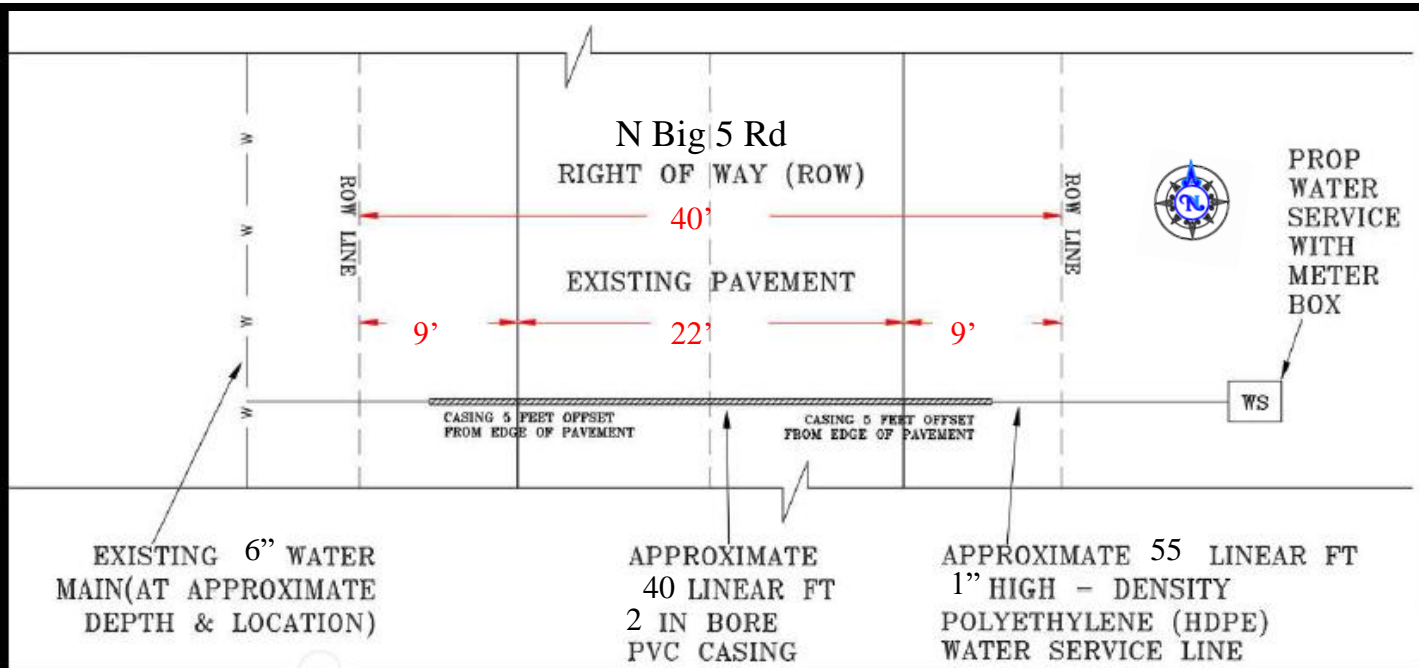 N Big 5 Rd
RIGHT OF WAY (ROW)
40’
EXISTING PAVEMENT
9’
22’
9’
ROW LINE
ROW LINE
W
W
W
W
W
N
PROP
WATER
SERVICE
WITH
METER
BOX
WS
CASING 5 FEET OFFSET
FROM EDGE OF PAVEMENT
CASING 5 FEET OFFSET
FROM EDGE OF PAVEMENT
EXISTING 6” WATER
MAIN(AT APPROXIMATE
DEPTH & LOCATION)
APPROXIMATE
40 LINEAR FT
2 IN BORE
PVC CASING
APPROXIMATE 55 LINEAR FT
1” HIGH - DENSITY
POLYETHYLENE (HDPE)
WATER SERVICE LINE